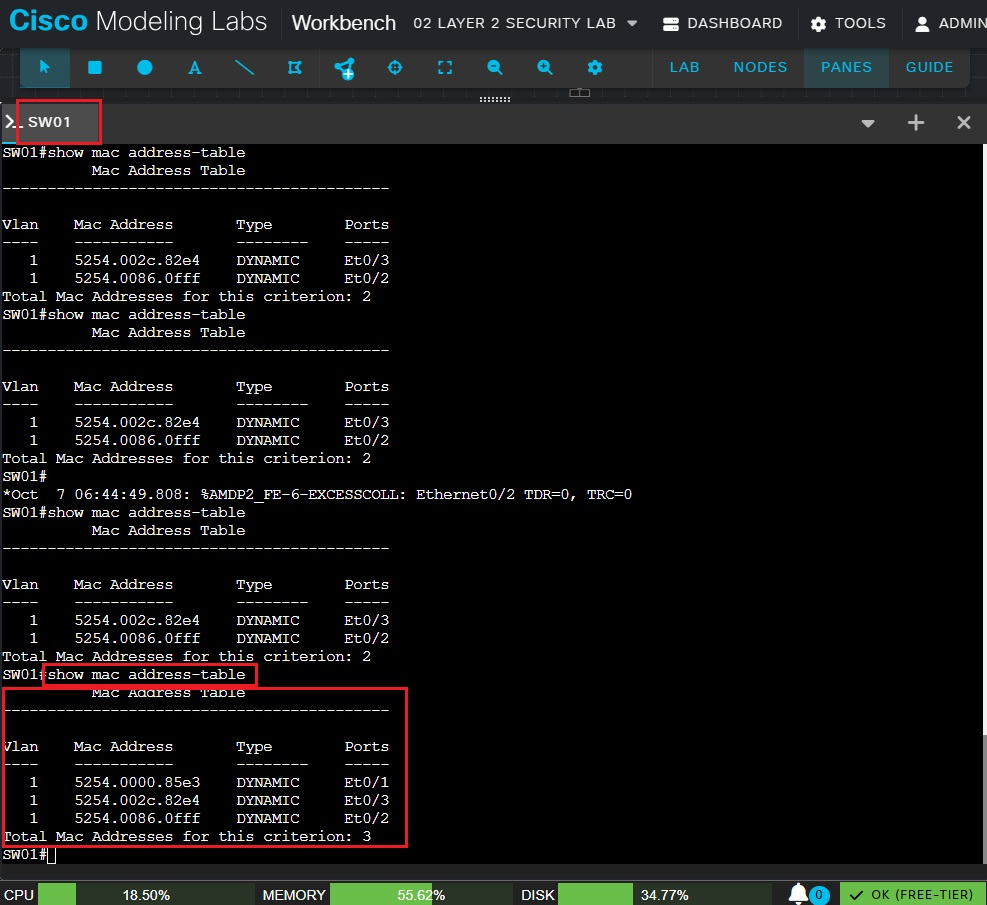 Cisco Modeling Labs Workbench 02 LAYER 2 SECURITY LAB DASHBOARD TOOLS ADMIN
A LAB NODES PANES GUIDE
SW01
SW01#show mac address-table
Mac Address Table
-------------------------------------------
Vlan Mac Address Type Ports
---- ----------- -------- -----
1 5254.002c.82e4 DYNAMIC Et0/3
1 5254.0086.0fff DYNAMIC Et0/2
Total Mac Addresses for this criterion: 2
SW01#show mac address-table
Mac Address Table
-------------------------------------------
Vlan Mac Address Type Ports
---- ----------- -------- -----
1 5254.002c.82e4 DYNAMIC Et0/3
1 5254.0086.0fff DYNAMIC Et0/2
Total Mac Addresses for this criterion: 2
SW01#
*Oct 7 06:44:49.808: %AMDP2_FE-6-EXCESSCOLL: Ethernet0/2 TDR=0, TRC=0
SW01#show mac address-table
Mac Address Table
-------------------------------------------
Vlan Mac Address Type Ports
---- ----------- -------- -----
1 5254.002c.82e4 DYNAMIC Et0/3
1 5254.0086.0fff DYNAMIC Et0/2
Total Mac Addresses for this criterion: 2
SW01#show mac address-table
Mac Address Table
-------------------------------------------
Vlan Mac Address Type Ports
---- ----------- -------- -----
1 5254.0000.85e3 DYNAMIC Et0/1
1 5254.002c.82e4 DYNAMIC Et0/3
1 5254.0086.0fff DYNAMIC Et0/2
Total Mac Addresses for this criterion: 3
SW01#
CPU 18.50% MEMORY 55.62% DISK 34.77% 0 OK (FREE-TIER)